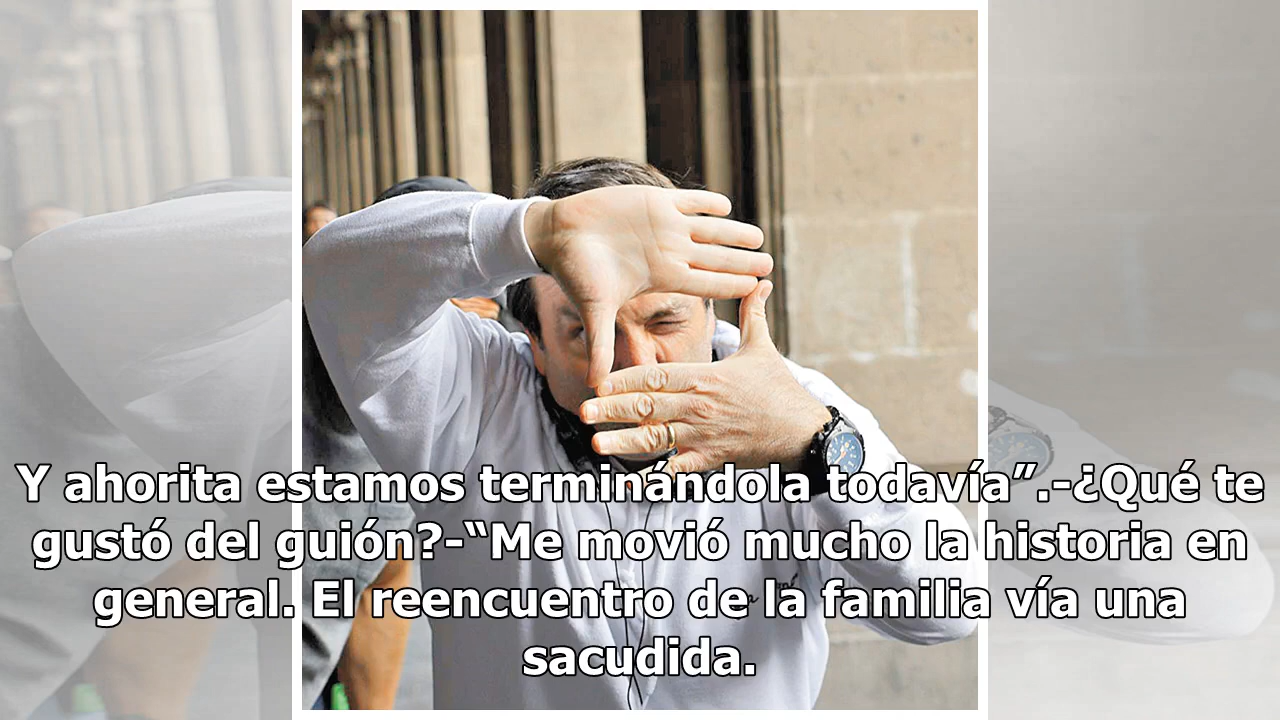 Y ahorita estamos terminándola todavía”.-¿Qué te
gustó del guión?-“Me movió mucho la historia en
general. El reencuentro de la familia vía una
sacudida.